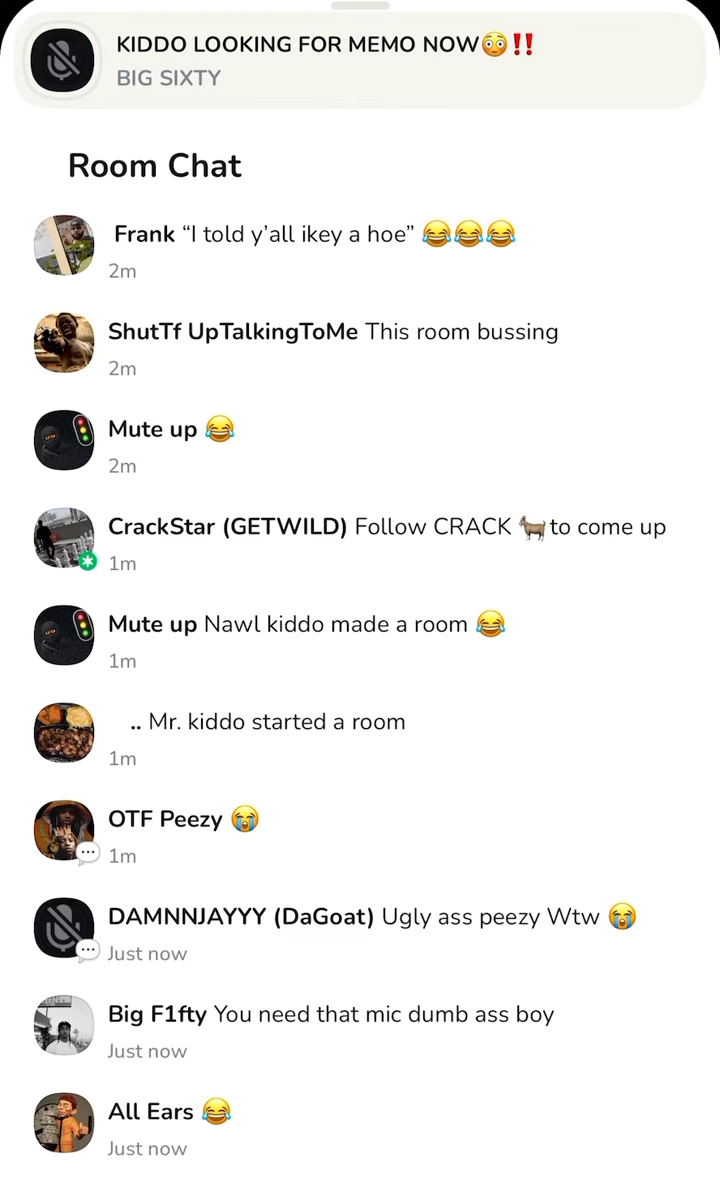 KIDDO LOOKING FOR MEMO NOW😳‼️
BIG SIXTY
Room Chat
Frank “I told y’all ikey a hoe” 😂😂😂
2m
ShutTf UpTalkingToMe This room bussing
2m
Mute up 😂
2m
CrackStar (GETWILD) Follow CRACK 🐐to come up
1m
Mute up Nawl kiddo made a room 😂
1m
.. Mr. kiddo started a room
1m
OTF Peezy 😭
1m
DAMNNJAYYY (DaGoat) Ugly ass peezy Wtw 😭
Just now
Big F1fty You need that mic dumb ass boy
Just now
All Ears 😂
Just now